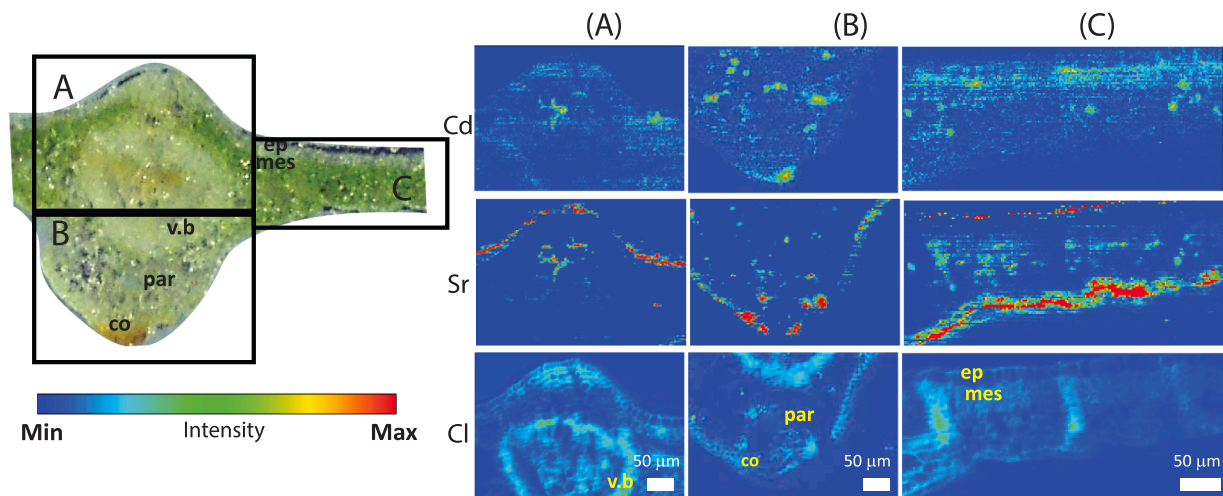 (A) (B) (C)
A
ep
mes
C
B
v.b
par
co
Min Intensity Max
Cd
Sr
Cl
v.b
50 µm
par
co
50 µm
ep
mes
50 µm